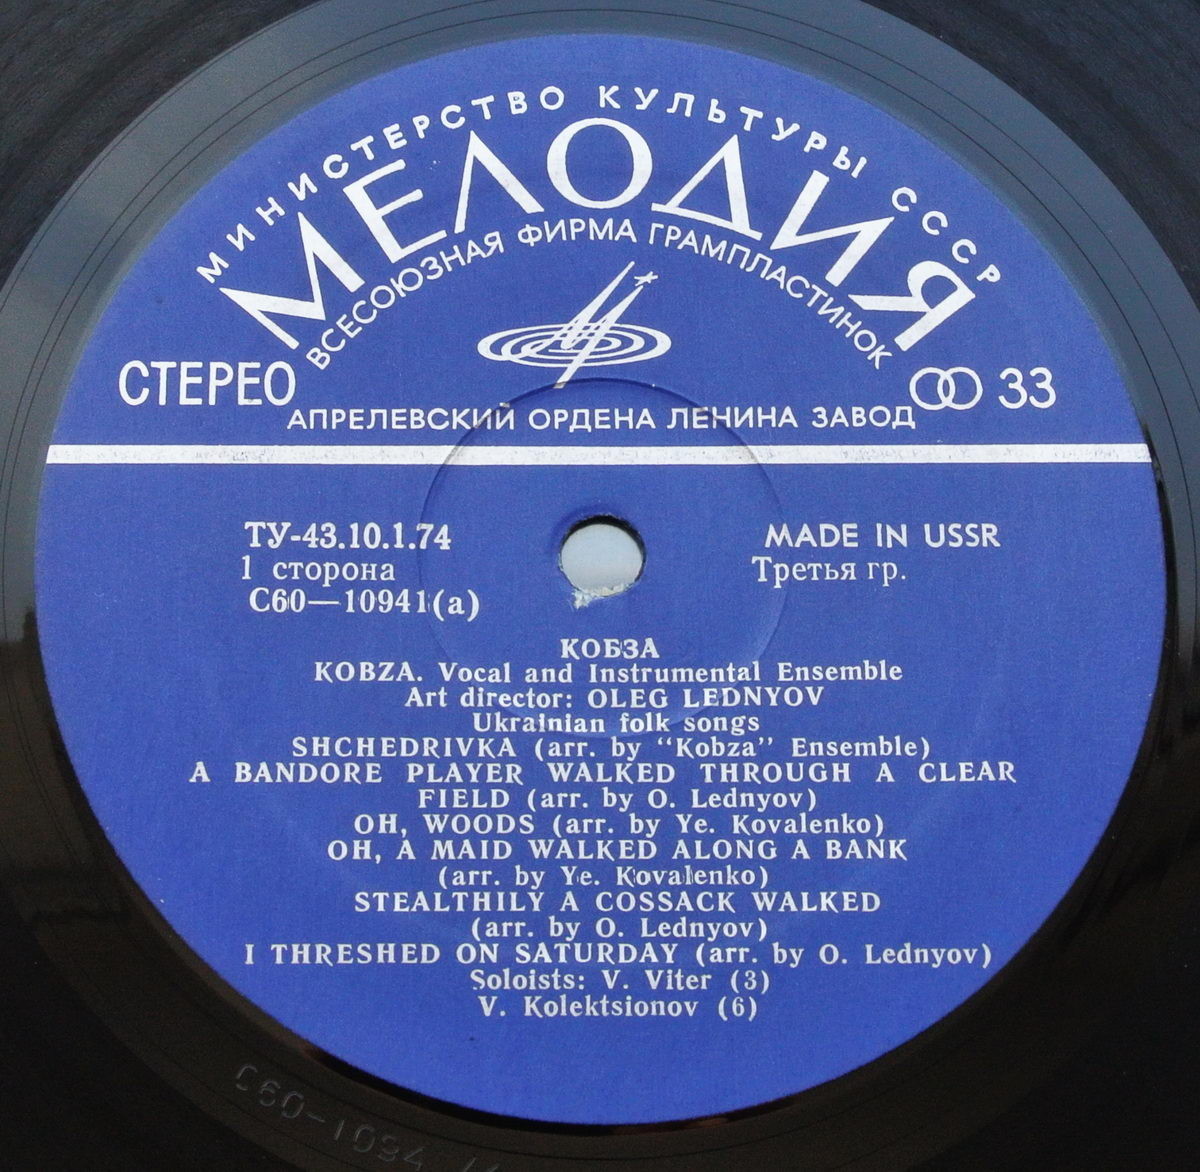 МИНИСТЕРСТВО КУЛЬТУРЫ СССР
МЕЛОДИЯ
ВСЕСОЮЗНАЯ ФИРМА ГРАМПЛАСТИНОК
СТЕРЕО
33
АПРЕЛЕВСКИЙ ОРДЕНА ЛЕНИНА ЗАВОД
ТУ-43.10.1.74
MADE IN USSR
1 сторона
Третья гр.
С60—10941(а)
КОБЗА
KOBZA. Vocal and Instrumental Ensemble
Art director: OLEG LEDNYOV
Ukrainian folk songs
SHCHEDRIVKA (arr. by “Kobza” Ensemble)
A BANDORE PLAYER WALKED THROUGH A CLEAR
FIELD (arr. by O. Lednyov)
OH, WOODS (arr. by Ye. Kovalenko)
OH, A MAID WALKED ALONG A BANK
(arr. by Ye. Kovalenko)
STEALTHILY A COSSACK WALKED
(arr. by O. Lednyov)
I THRESHED ON SATURDAY (arr. by O. Lednyov)
Soloists: V. Viter (3)
V. Kolektsionov (6)